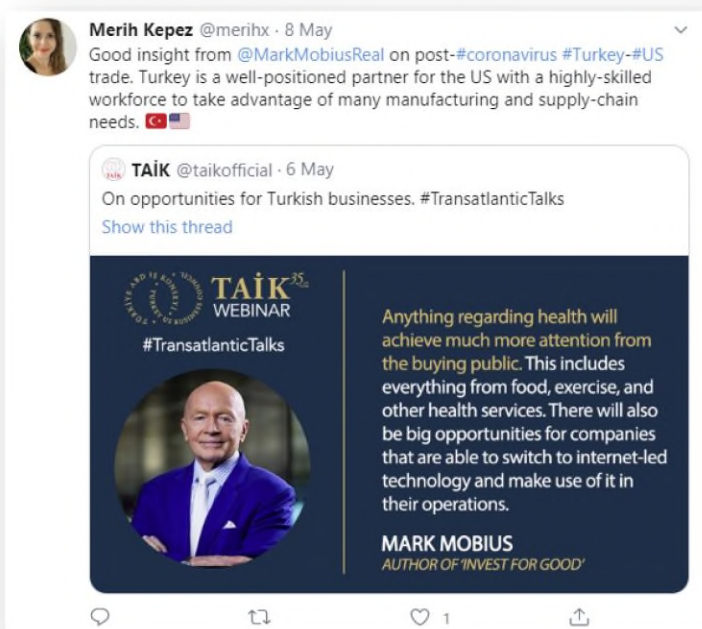 Merih Kepez @merihx · 8 May
Good insight from @MarkMobiusReal on post-#coronavirus #Turkey-#US
trade. Turkey is a well-positioned partner for the US with a highly-skilled
workforce to take advantage of many manufacturing and supply-chain
needs. 🇹🇷🇺🇸
TAİK @taikofficial · 6 May
On opportunities for Turkish businesses. #TransatlanticTalks
Show this thread
TAİK 35
WEBINAR
#TransatlanticTalks
Anything regarding health will
achieve much more attention from
the buying public. This includes
everything from food, exercise, and
other health services. There will also
be big opportunities for companies
that are able to switch to internet-led
technology and make use of it in
their operations.
MARK MOBIUS
AUTHOR OF 'INVEST FOR GOOD'
1